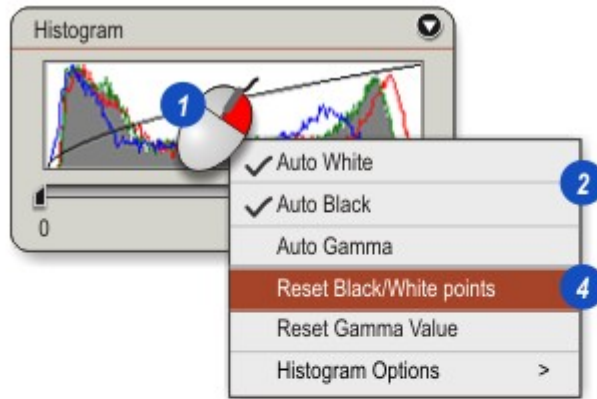 Histogram
1
Auto White
2
Auto Black
0
Auto Gamma
Reset Black/White points
4
Reset Gamma Value
Histogram Options >